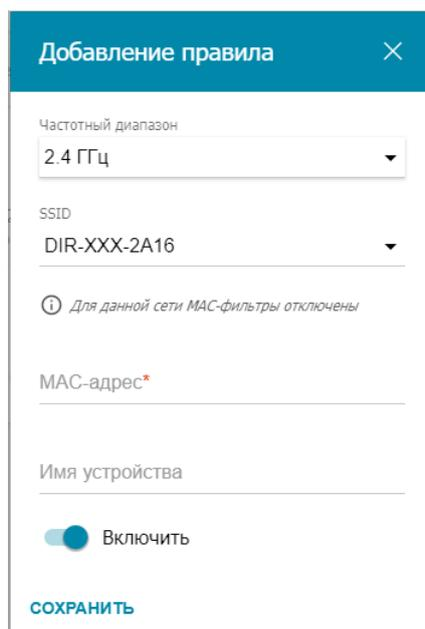 Добавление правила
Частотный диапазон
2.4 ГГц
SSID
DIR-XXX-2A16
Для данной сети MAC-фильтры отключены
MAC-адрес*
Имя устройства
Включить
СОХРАНИТЬ